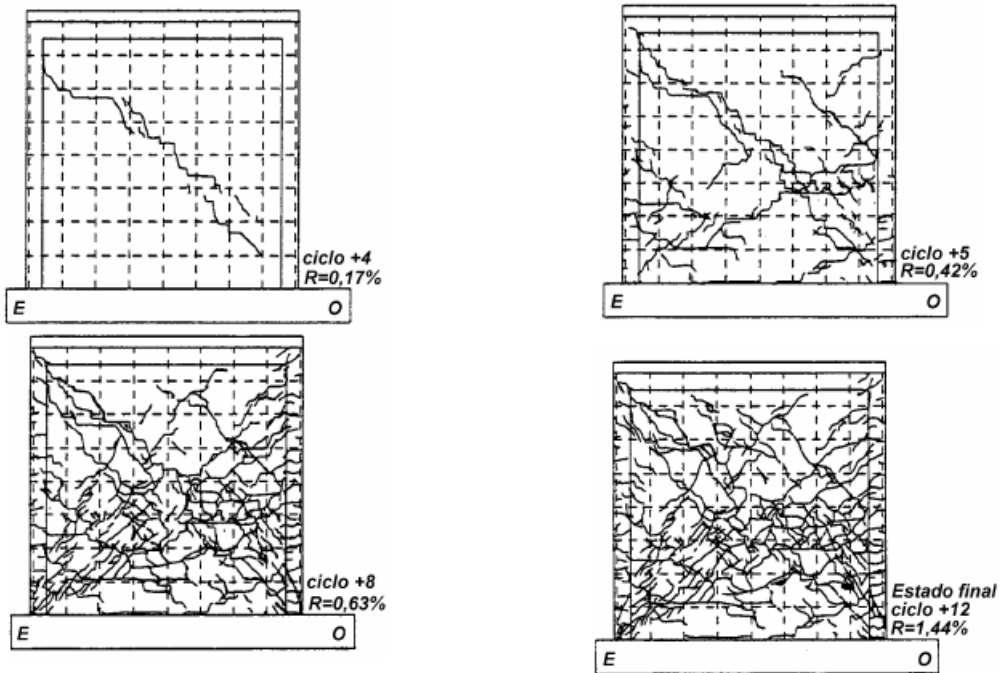 ciclo +4
R=0,17%
E O
ciclo +5
R=0,42%
E O
ciclo +8
R=0,63%
E O
Estado final
ciclo +12
R=1,44%
E O